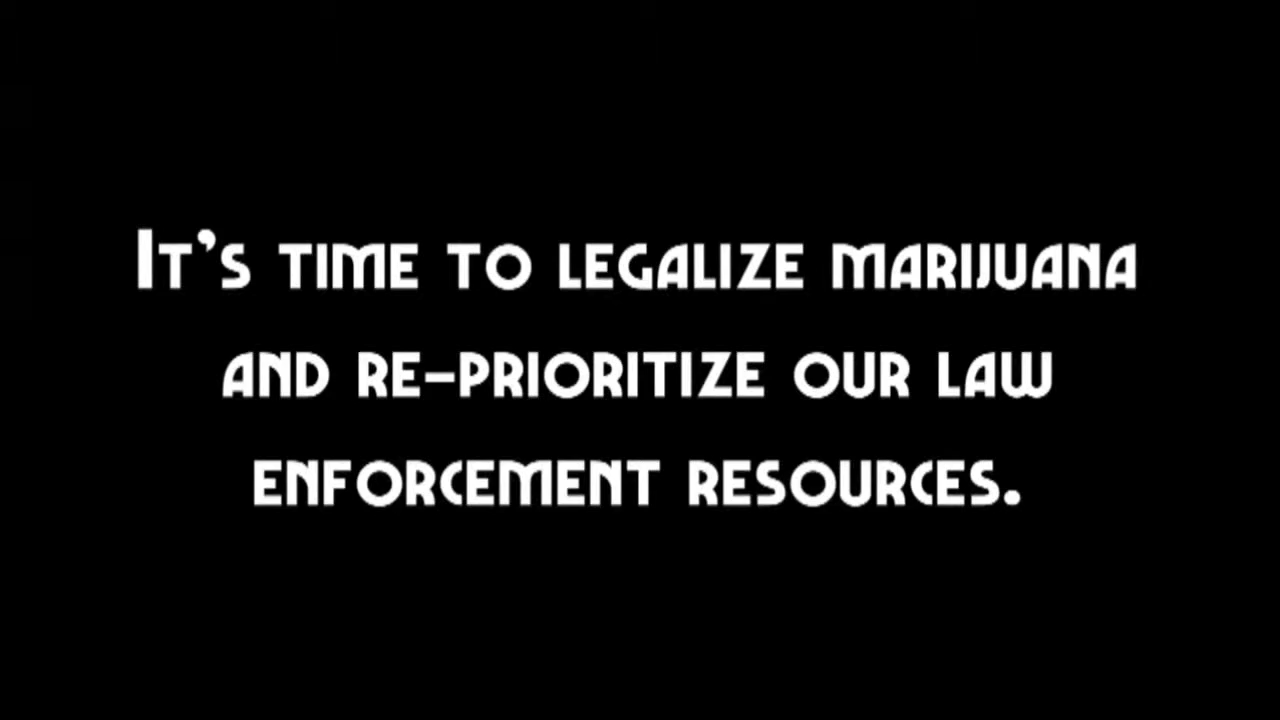 It's time to legalize marijuana
and re-prioritize our law
enforcement resources.